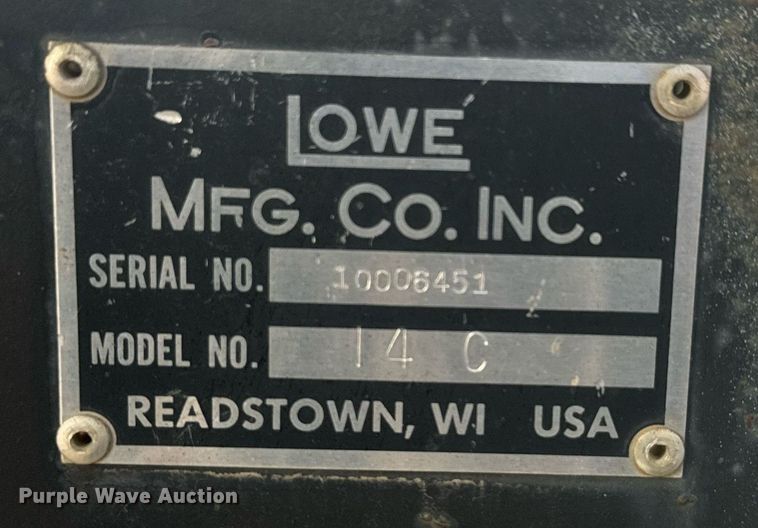 LOWE
MFG. CO. INC.
SERIAL NO. 10006451
MODEL NO. 14 C
READSTOWN, WI USA
Purple Wave Auction